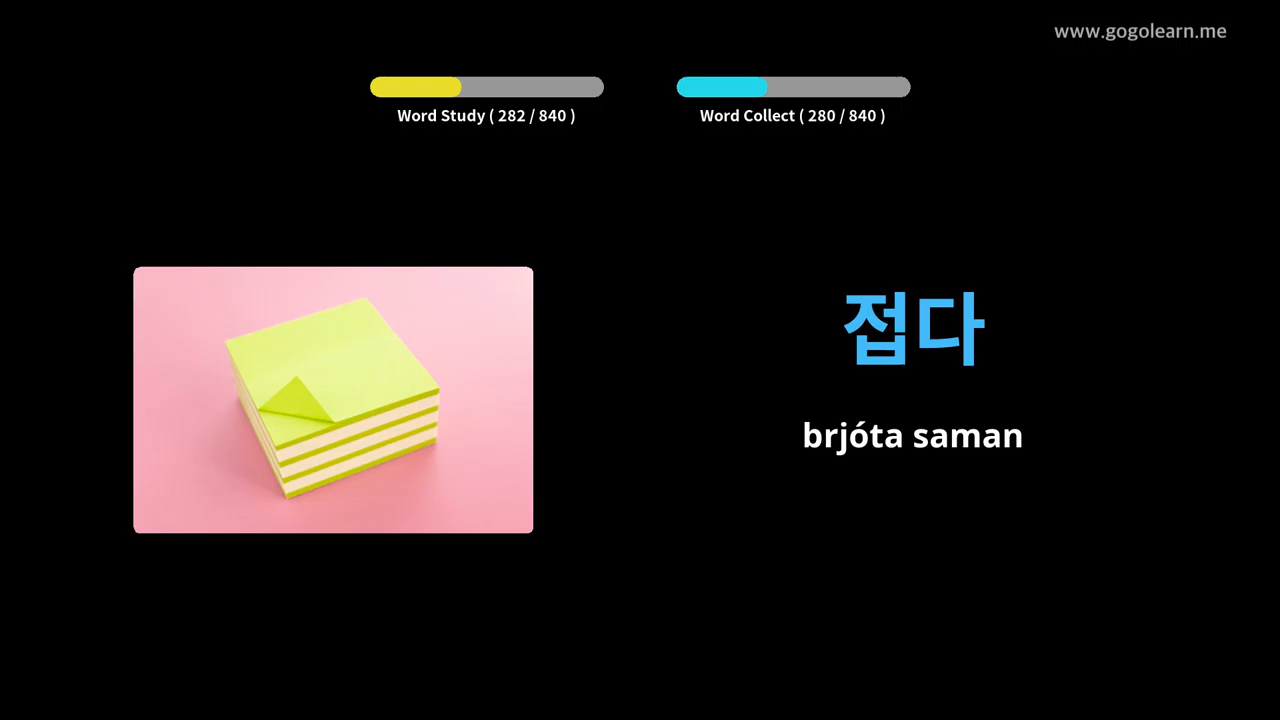 www.gogolearn.me
Word Study ( 282 / 840 )
Word Collect ( 280 / 840 )
접다
brjóta saman